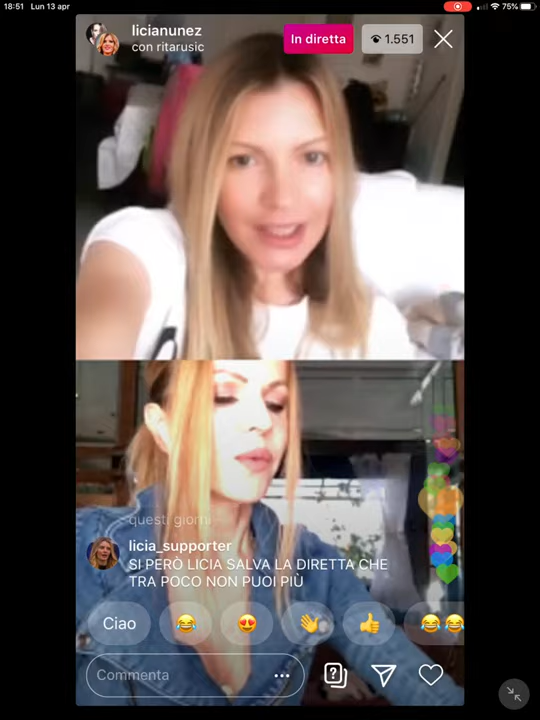 18:51 Lun 13 apr
75%
licianunez
con ritarusic
In diretta
1.551
questi giorni
licia_supporter
SI PERÒ LICIA SALVA LA DIRETTA CHE
TRA POCO NON PUOI PIÙ
Ciao
Commenta